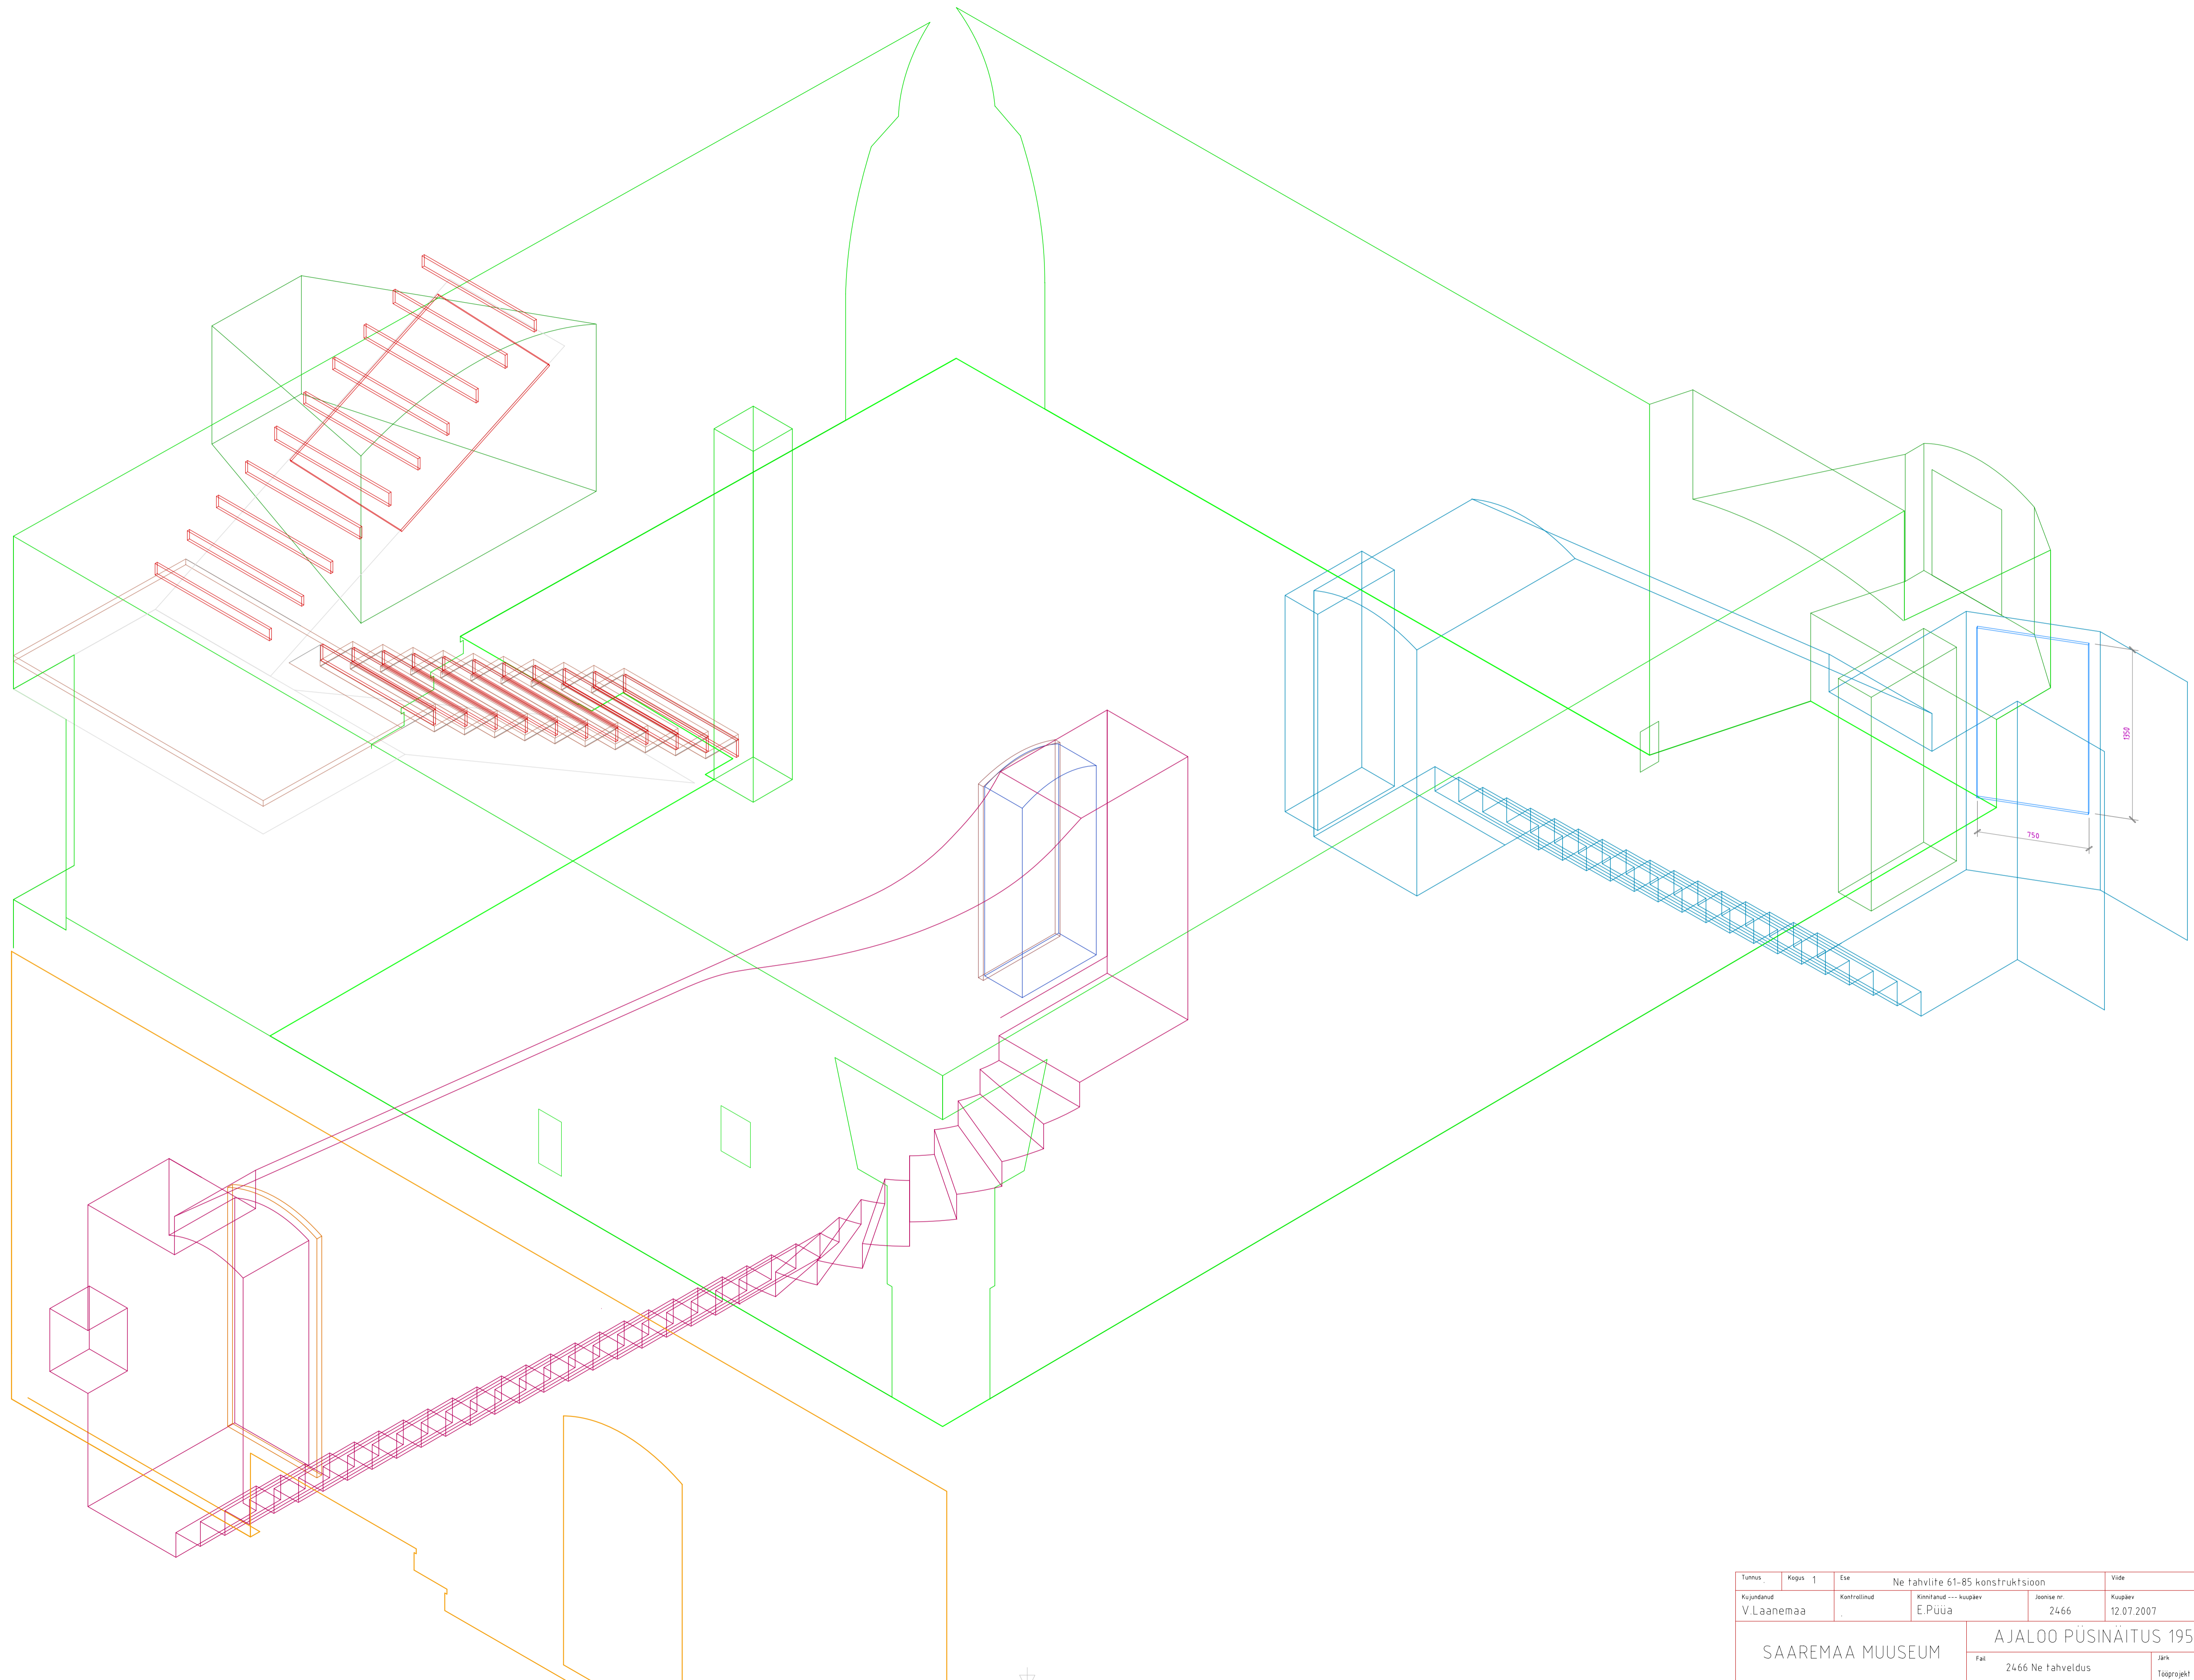 1350
750
Tunnus Kogus 1 Ese Ne tahvlite 61-85 konstruktsioon Viide
Kujundanud Kontrollinud Kinnitanud --- kuupäev Joonise nr. Kuupäev
V.Laanemaa E.Püüa 2466 12.07.2007
SAAREMAA MUUSEUM
AJALOO PÜSINÄITUS 195
Fail Järk
2466 Ne tahveldus Tööprojekt